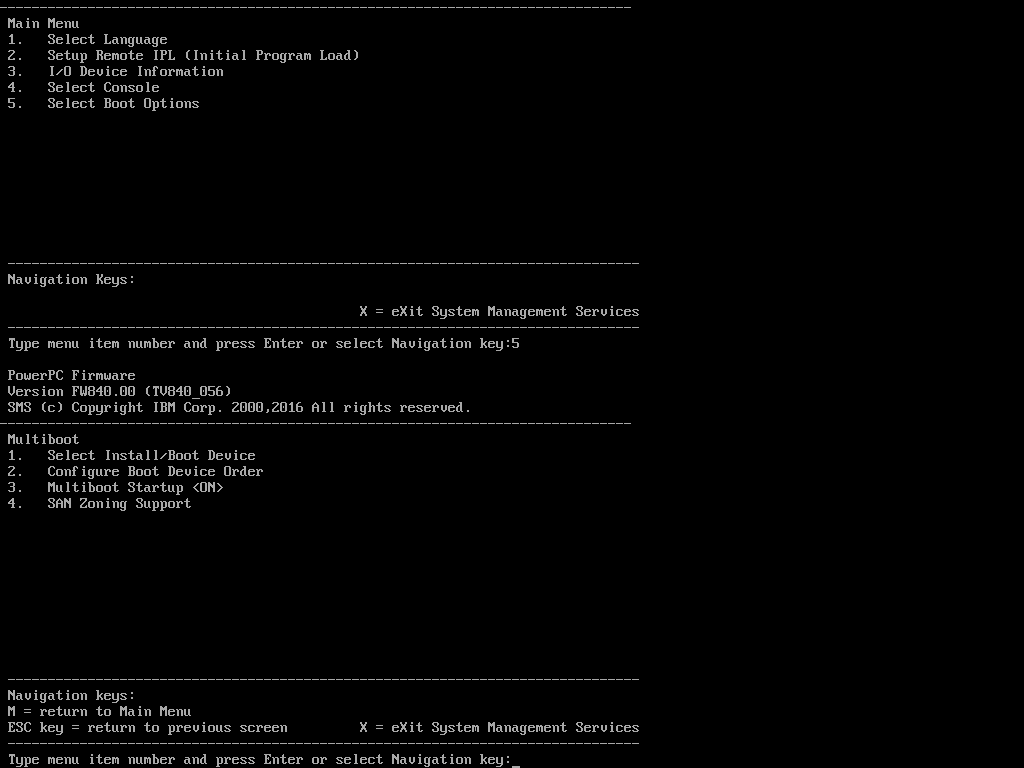 Main Menu
1.   Select Language
2.   Setup Remote IPL (Initial Program Load)
3.   I/O Device Information
4.   Select Console
5.   Select Boot Options
Navigation Keys:
X = eXit System Management Services
Type menu item number and press Enter or select Navigation key:5
PowerPC Firmware
Version FW840.00 (TV840_056)
SMS (c) Copyright IBM Corp. 2000,2016 All rights reserved.
Multiboot
1.   Select Install/Boot Device
2.   Configure Boot Device Order
3.   Multiboot Startup <ON>
4.   SAN Zoning Support
Navigation keys:
M = return to Main Menu
ESC key = return to previous screen         X = eXit System Management Services
Type menu item number and press Enter or select Navigation key:_